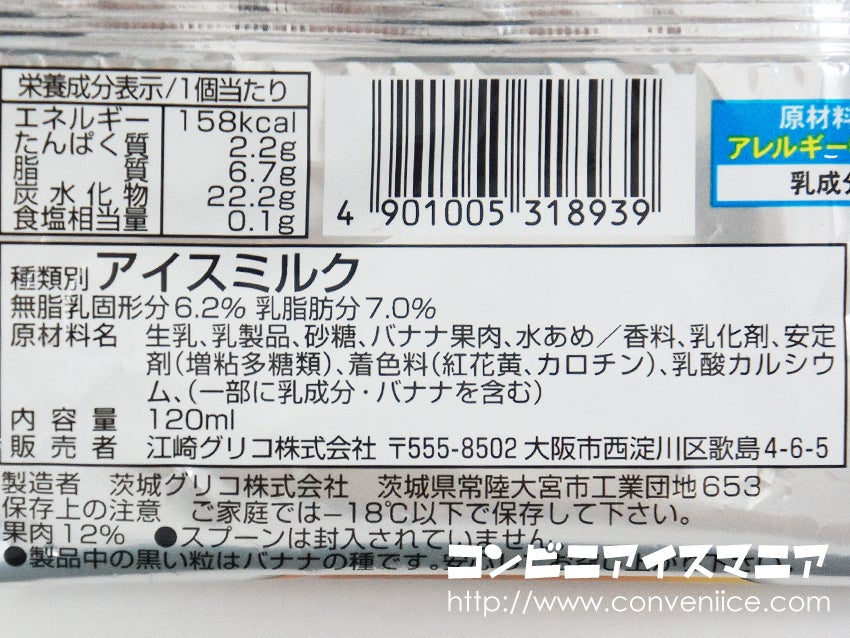 栄養成分表示/1個当たり
エネルギー 158kcal
たんぱく質 2.2g
脂質 6.7g
炭水化物 22.2g
食塩相当量 0.1g
4 901005 318939
原材料
アレルギー
乳成分
種類別 アイスミルク
無脂乳固形分6.2% 乳脂肪分7.0%
原材料名 生乳、乳製品、砂糖、バナナ果肉、水あめ/香料、乳化剤、安定
剤(増粘多糖類)、着色料(紅花黄、カロチン)、乳酸カルシウ
ム、(一部に乳成分・バナナを含む)
内容量 120ml
販売者 江崎グリコ株式会社 〒555-8502 大阪市西淀川区歌島4-6-5
製造者 茨城グリコ株式会社 茨城県常陸大宮市工業団地653
保存上の注意 ご家庭では−18℃以下で保存して下さい。
果肉12% ●スプーンは封入されていません。
●製品中の黒い粒はバナナの種です。
コンビニアイスマニア
http://www.conveniice.com/